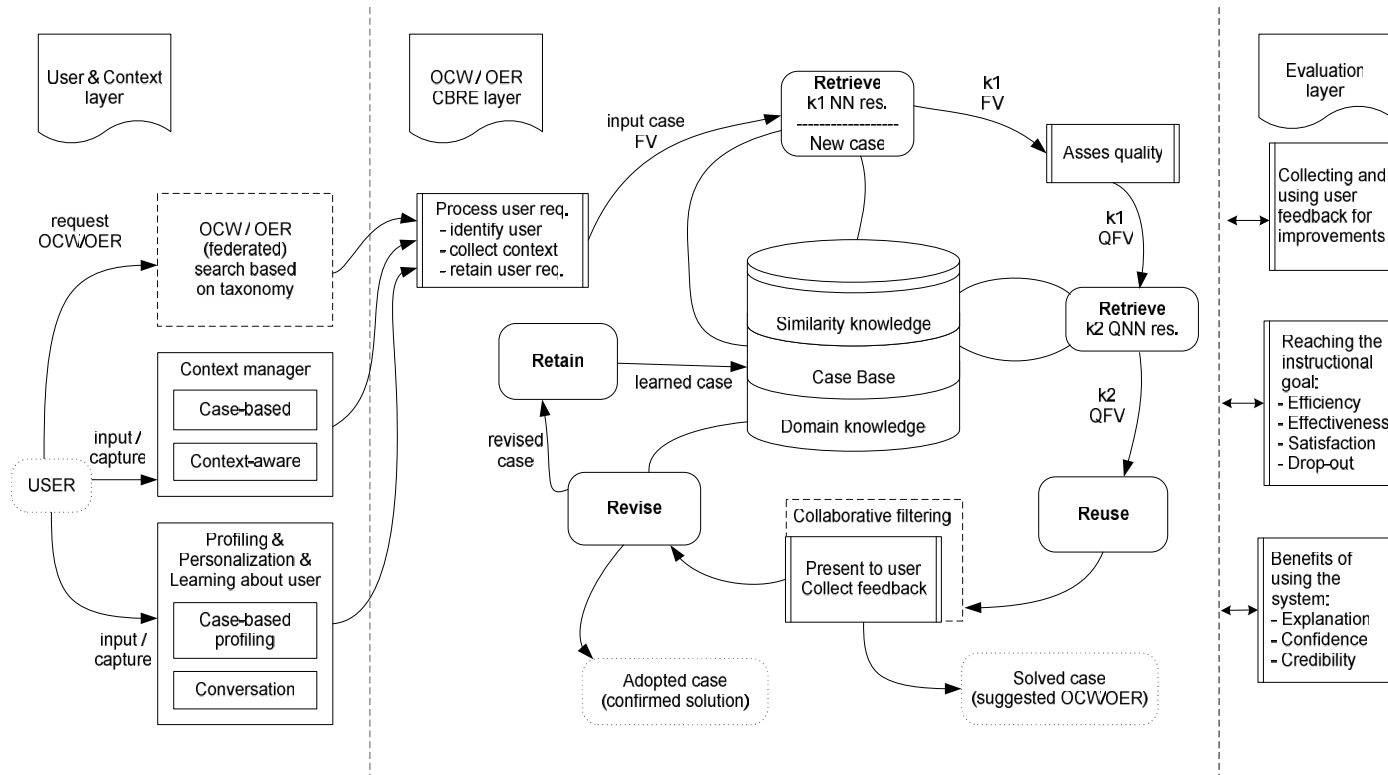 User & Context
layer
request
OCW/OER
OCW / OER
(federated)
search based
on taxonomy
Context manager
Case-based
Context-aware
input /
capture
USER
Profiling &
Personalization &
Learning about user
Case-based
profiling
Conversation
input /
capture
OCW / OER
CBRE layer
Process user req.
- identify user
- collect context
- retain user req.
input case
FV
Retrieve
k1 NN res.
--------------------
New case
k1
FV
Asses quality
k1
QFV
Retrieve
k2 QNN res.
k2
QFV
Similarity knowledge
Case Base
Domain knowledge
Retain
learned case
revised
case
Revise
Collaborative filtering
Present to user
Collect feedback
Reuse
Adopted case
(confirmed solution)
Solved case
(suggested OCW/OER)
Evaluation
layer
Collecting and
using user
feedback for
improvements
Reaching the
instructional
goal:
- Efficiency
- Effectiveness
- Satisfaction
- Drop-out
Benefits of
using the
system:
- Explanation
- Confidence
- Credibility